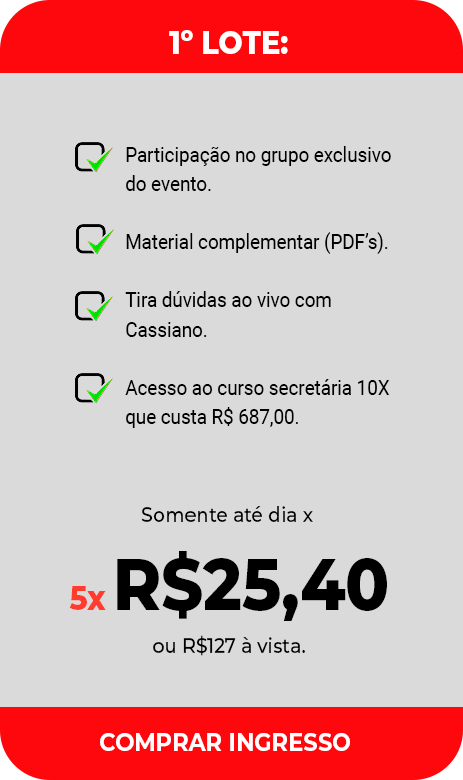 1º LOTE:
Participação no grupo exclusivo
do evento.
Material complementar (PDF’s).
Tira dúvidas ao vivo com
Cassiano.
Acesso ao curso secretária 10X
que custa R$ 687,00.
Somente até dia x
5x R$25,40
ou R$127 à vista.
COMPRAR INGRESSO